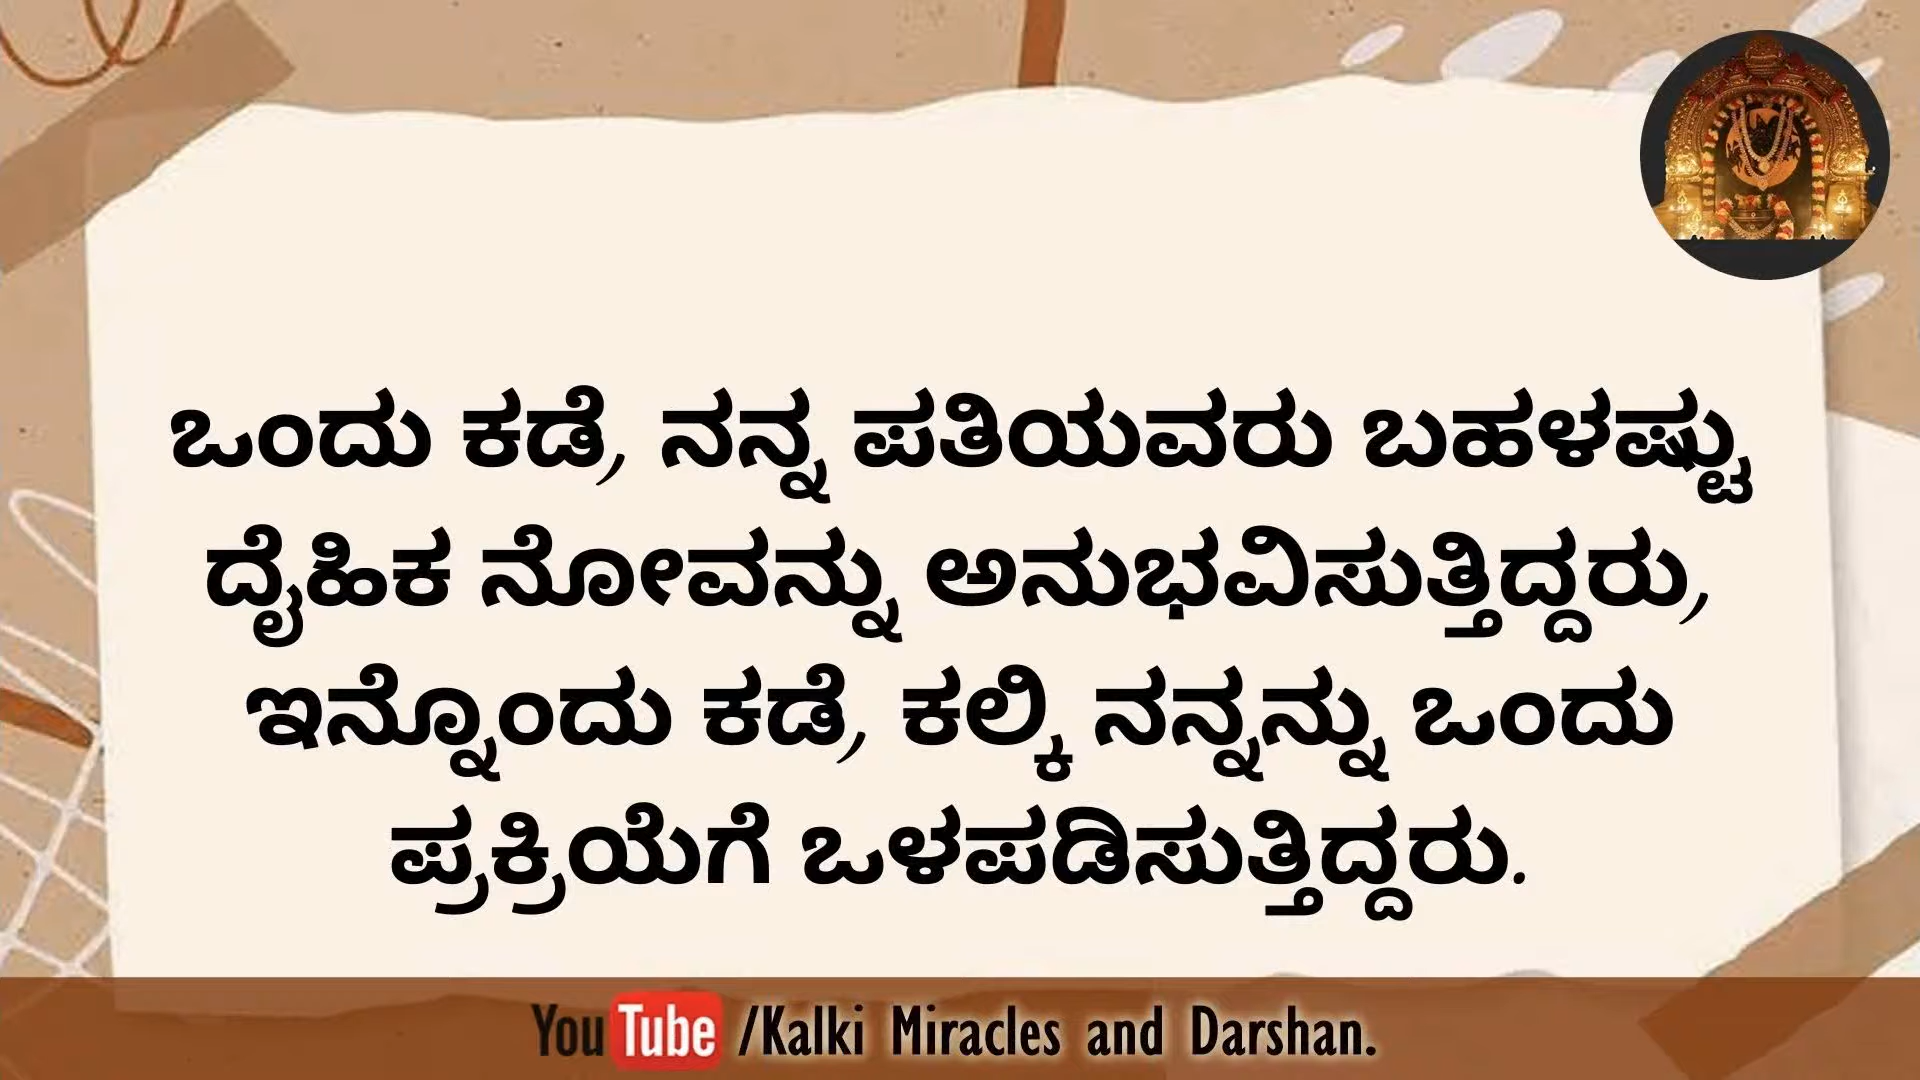 ಒಂದು ಕಡೆ, ನನ್ನ ಪತಿಯವರು ಬಹಳಷ್ಟು
ದೈಹಿಕ ನೋವನ್ನು ಅನುಭವಿಸುತ್ತಿದ್ದರು,
ಇನ್ನೊಂದು ಕಡೆ, ಕಲ್ಕಿ ನನ್ನನ್ನು ಒಂದು
ಪ್ರಕ್ರಿಯೆಗೆ ಒಳಪಡಿಸುತ್ತಿದ್ದರು.
YouTube /Kalki Miracles and Darshan.